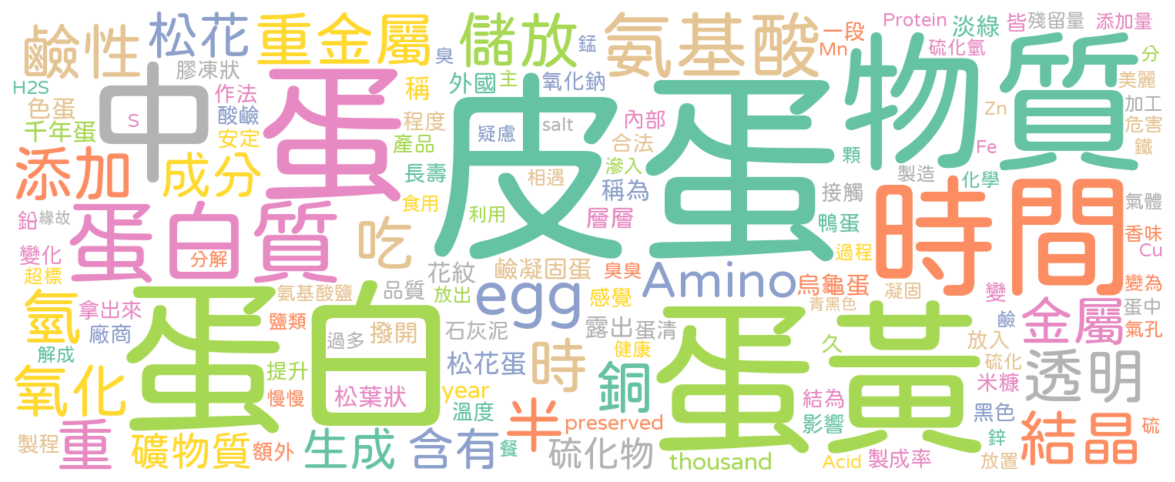 皮蛋
物質
時間
蛋白
蛋黃
蛋
中
蛋白質
鹼性
松花
重金屬
儲放
氨基酸
Protein
淡綠
皆
殘留量
添加量
一段
Mn
硫化氫
分
臭
錳
H2S
膠凍狀
外國
主
氧化鈉
美麗
色蛋
作法
稱
S
酸鹼
程度
疑慮
salt
內部
Zn
加工
危害
千年蛋
安定
產品
合法
顆
Fe
鐵
添加
成分
長壽
相遇
滲入
稱為
接觸
製造
化學
食用
利用
層層
鴨蛋
氣體
鉛
緣故
吃
過程
香味
變化
分解
花紋
鹼凝固蛋
臭臭
Amino
烏龜蛋
Cu
超標
egg
感覺
凝固
變為
氫
拿出來
氨基酸鹽
品質
放出
青黑色
變
蛋中
金屬
廠商
鹽類
過多
撥開
石灰泥
露出
蛋清
鹼
氣孔
久
放入
解成
松花蛋
時
健康
硫化
透明
提升
銅
米糠
氧化
慢慢
松葉狀
year
溫度
結為
黑色
半
preserved
影響
硫
製程
重
礦物質
額外
生成
含有
餐
硫化物
thousand
Acid
製成率
鋅
放置
結晶